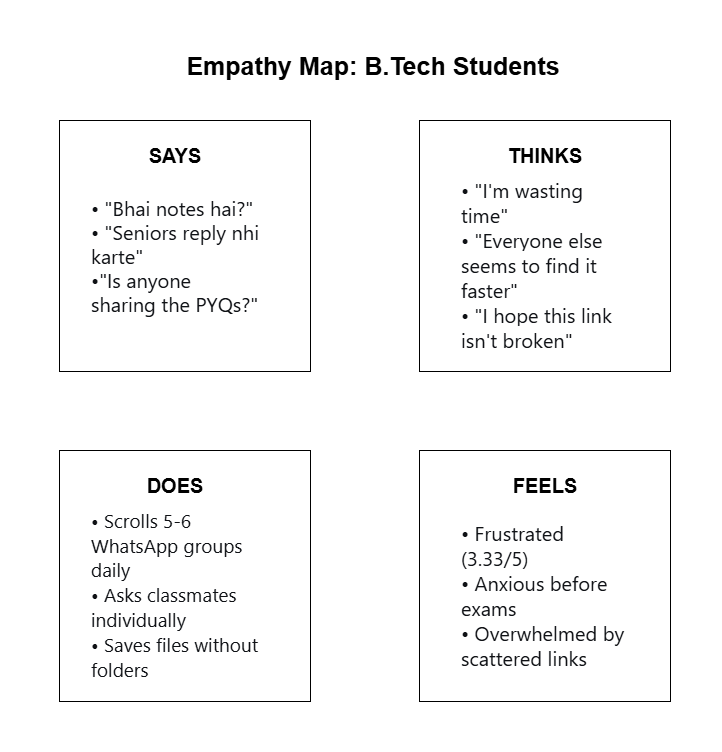 Empathy Map: B.Tech Students
SAYS
• "Bhai notes hai?"
• "Seniors reply nhi
karte"
•"Is anyone
sharing the PYQs?"
THINKS
• "I'm wasting
time"
• "Everyone else
seems to find it
faster"
• "I hope this link
isn't broken"
DOES
• Scrolls 5-6
WhatsApp groups
daily
• Asks classmates
individually
• Saves files without
folders
FEELS
• Frustrated
(3.33/5)
• Anxious before
exams
• Overwhelmed by
scattered links